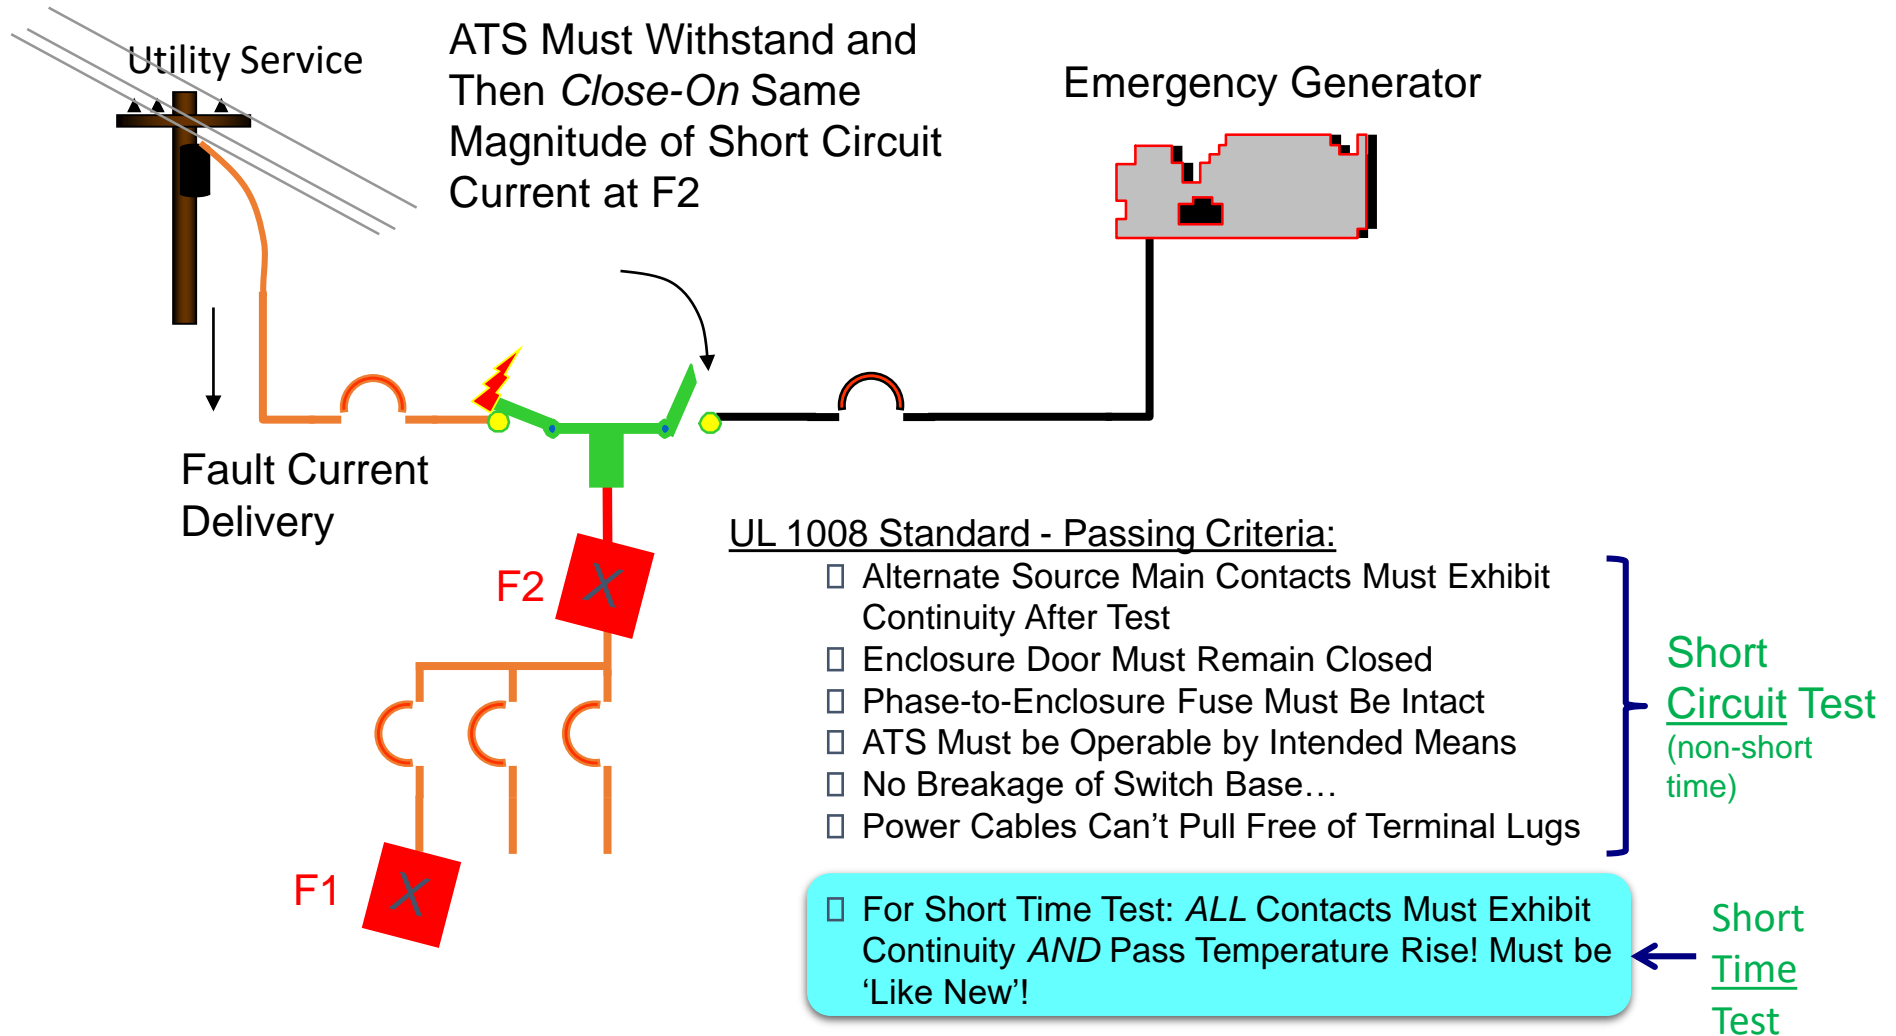 Utility Service
ATS Must Withstand and
Then Close-On Same
Magnitude of Short Circuit
Current at F2
Emergency Generator
Fault Current
Delivery
F2
F1
UL 1008 Standard - Passing Criteria:
Alternate Source Main Contacts Must Exhibit
Continuity After Test
Enclosure Door Must Remain Closed
Phase-to-Enclosure Fuse Must Be Intact
ATS Must be Operable by Intended Means
No Breakage of Switch Base…
Power Cables Can’t Pull Free of Terminal Lugs
Short
Circuit Test
(non-short
time)
For Short Time Test: ALL Contacts Must Exhibit
Continuity AND Pass Temperature Rise! Must be
‘Like New’!
Short
Time
Test